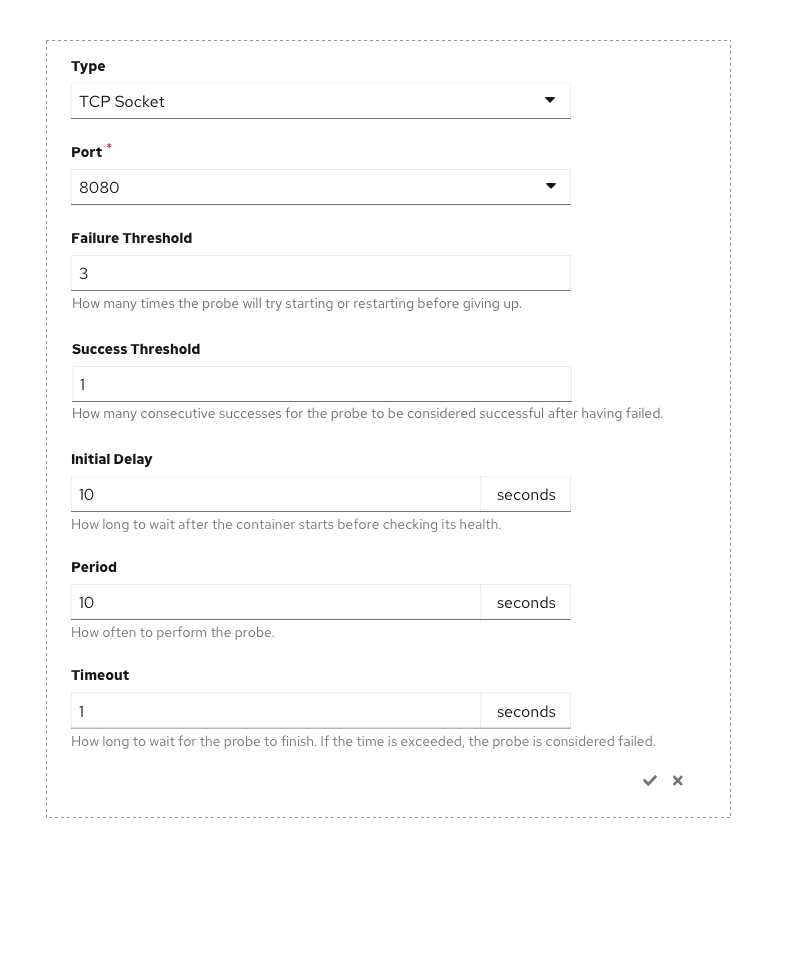 Type
TCP Socket
Port *
8080
Failure Threshold
3
How many times the probe will try starting or restarting before giving up.
Success Threshold
1
How many consecutive successes for the probe to be considered successful after having failed.
Initial Delay
10 seconds
How long to wait after the container starts before checking its health.
Period
10 seconds
How often to perform the probe.
Timeout
1 seconds
How long to wait for the probe to finish. If the time is exceeded, the probe is considered failed.